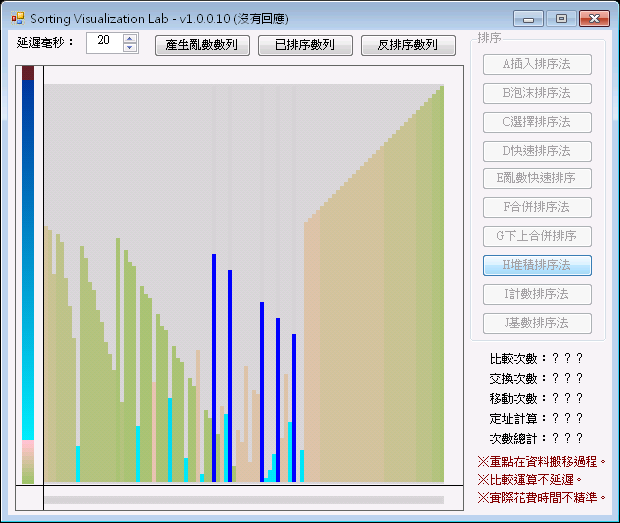 Sorting Visualization Lab - v1.0.0.10 (沒有回應)
延遲毫秒：
20
產生亂數數列
已排序數列
反排序數列
排序
A插入排序法
B泡沫排序法
C選擇排序法
D快速排序法
E亂數快速排序
F合併排序法
G下上合併排序
H堆積排序法
I計數排序法
J基數排序法
比較次數：？？？
交換次數：？？？
移動次數：？？？
定址計算：？？？
次數總計：？？？
※重點在資料搬移過程。
※比較運算不延遲。
※實際花費時間不精準。